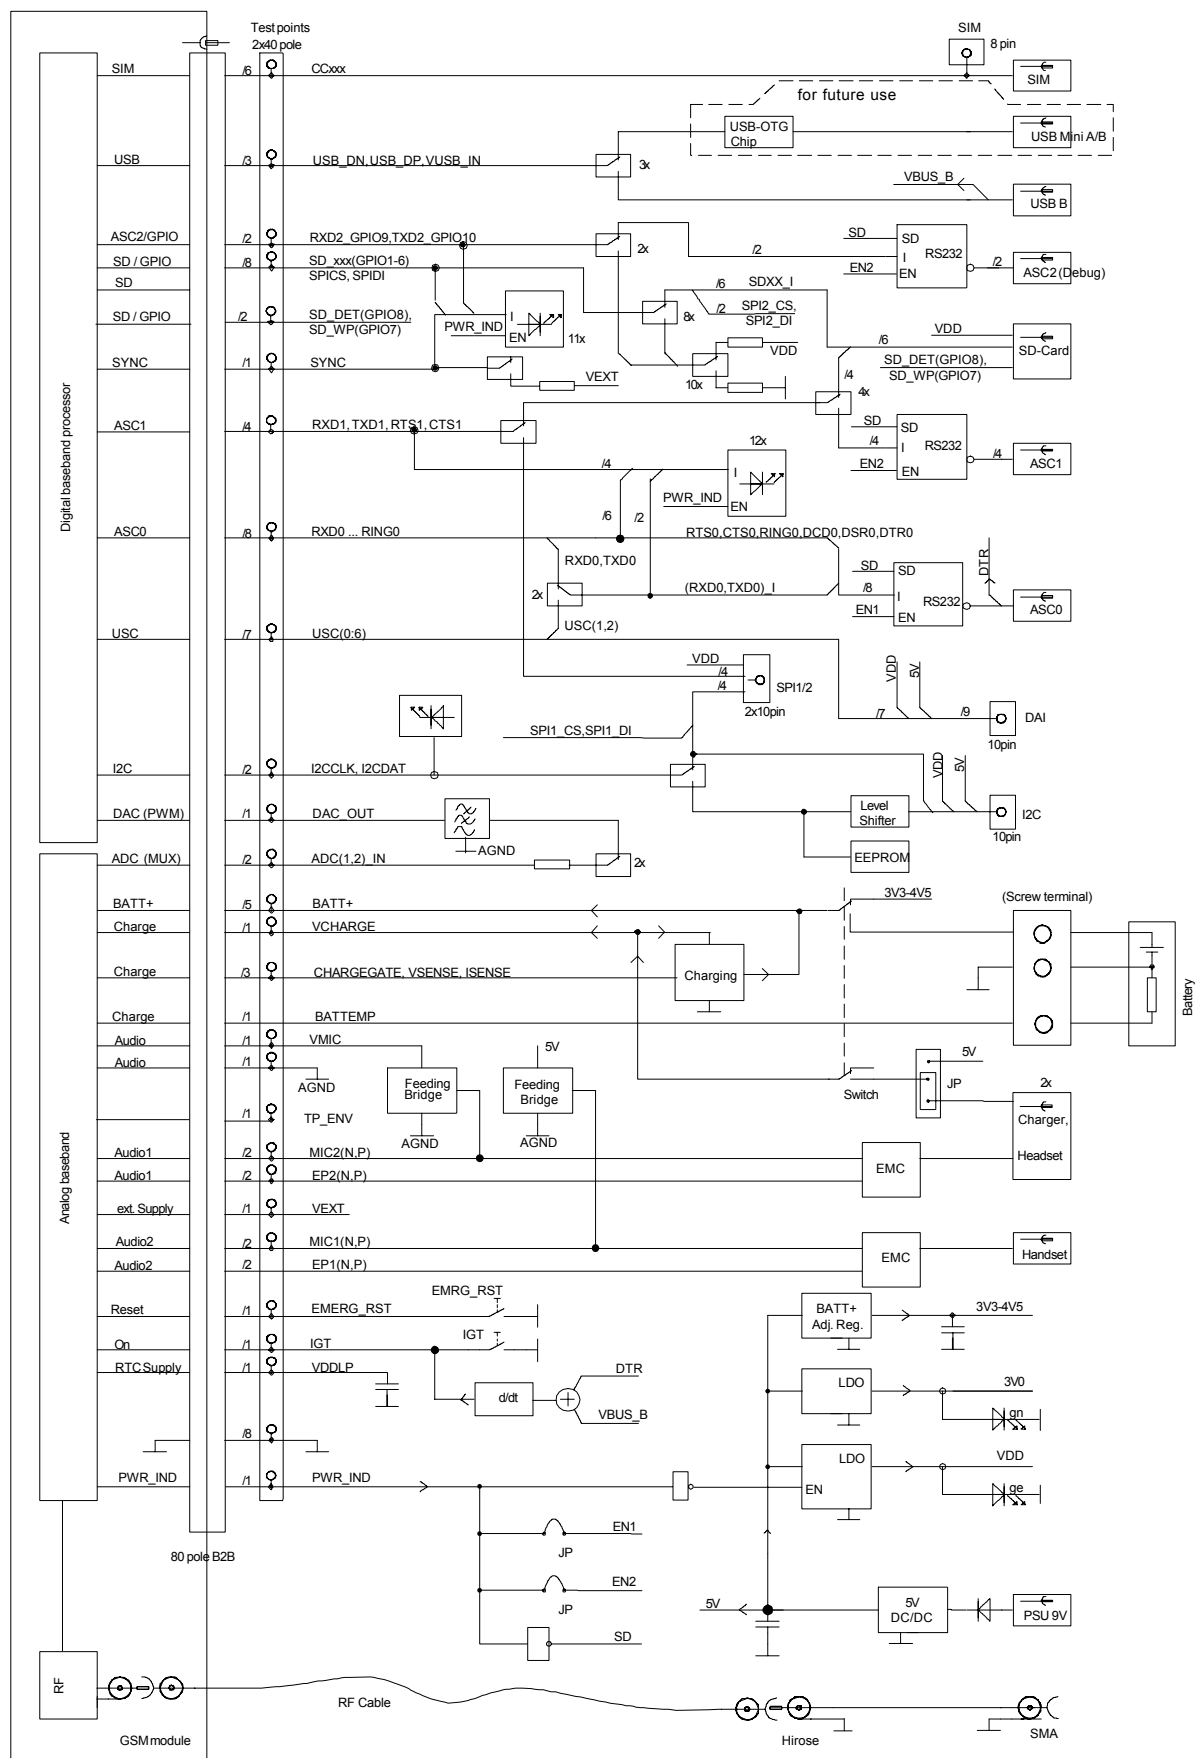 Test points
2x40 pole
SIM
8 pin
SIM
/6
CCxxx
SIM
for future use
USB-OTG
Chip
USB Mini A/B
USB
/3
USB_DN,USB_DP,VUSB_IN
3x
VBUS_B
USB B
ASC2/GPIO
/2
RXD2_GPIO9,TXD2_GPIO10
2x
/2
SD
SD
I
EN
RS232
EN2
/2
ASC2 (Debug)
SD / GPIO
/8
SD_xxx(GPIO1-6)
SPICS, SPIDI
SD
/6
SDXX_I
/2
SPI2_CS,
SPI2_DI
8x
SD / GPIO
/2
SD_DET(GPIO8),
SD_WP(GPIO7)
PWR_IND
I
EN
11x
VDD
/6
SD-Card
SD_DET(GPIO8),
SD_WP(GPIO7)
VDD
10x
SYNC
/1
SYNC
VEXT
/4
4x
ASC1
/4
RXD1, TXD1, RTS1, CTS1
SD
SD
/4
I
RS232
EN2
EN
/4
ASC1
12x
/4
I
PWR_IND
EN
/6
/2
Digital baseband processor
ASC0
/8
RXD0 ... RING0
RTS0,CTS0,RING0,DCD0,DSR0,DTR0
RXD0,TXD0
2x
(RXD0,TXD0)_I
USC(1,2)
SD
SD
/8
I
RS232
EN1
EN
DTR
ASC0
USC
/7
USC(0:6)
VDD
/4
/4
SPI1/2
2x10pin
VDD
5V
/7
/9
DAI
10pin
SPI1_CS,SPI1_DI
I2C
/2
I2CCLK, I2CDAT
VDD
5V
Level
Shifter
I2C
10pin
EEPROM
DAC (PWM)
/1
DAC_OUT
AGND
ADC (MUX)
/2
ADC(1,2)_IN
2x
BATT+
/5
BATT+
3V3-4V5
(Screw terminal)
Charge
/1
VCHARGE
Charge
/3
CHARGEGATE, VSENSE, ISENSE
Charging
Battery
Charge
/1
BATTEMP
Audio
/1
VMIC
5V
Audio
/1
AGND
Feeding
Bridge
AGND
Feeding
Bridge
AGND
Switch
5V
JP
2x
Charger,
Headset
/1
TP_ENV
Analog baseband
Audio1
/2
MIC2(N,P)
EMC
Audio1
/2
EP2(N,P)
ext. Supply
/1
VEXT
Audio2
/2
MIC1(N,P)
EMC
Handset
Audio2
/2
EP1(N,P)
Reset
/1
EMERG_RST
EMRG_RST
BATT+
Adj. Reg.
3V3-4V5
On
/1
IGT
IGT
RTC Supply
/1
VDDLP
d/dt
DTR
VBUS_B
LDO
3V0
gn
/8
LDO
EN
VDD
ge
PWR_IND
/1
PWR_IND
EN1
JP
EN2
JP
SD
80 pole B2B
5V
5V
DC/DC
PSU 9V
RF
RF Cable
GSM module
Hirose
SMA